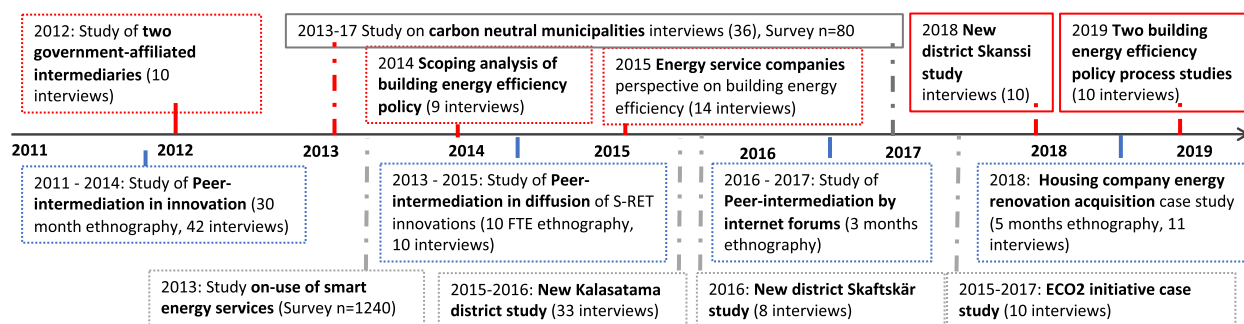 2012: Study of two
government-affiliated
intermediaries (10
interviews)
2013-17 Study on carbon neutral municipalities interviews (36), Survey n=80
2014 Scoping analysis of
building energy efficiency
policy (9 interviews)
2015 Energy service companies
perspective on building energy
efficiency (14 interviews)
2018 New
district Skanssi
study
interviews (10)
2019 Two building
energy efficiency
policy process studies
(10 interviews)
2011
2012
2013
2014
2015
2016
2017
2018
2019
2011 - 2014: Study of Peer-
intermediation in innovation (30
month ethnography, 42 interviews)
2013 - 2015: Study of Peer-
intermediation in diffusion of S-RET
innovations (10 FTE ethnography,
10 interviews)
2016 - 2017: Study of
Peer-intermediation by
internet forums (3 months
ethnography)
2018: Housing company energy
renovation acquisition case study
(5 months ethnography, 11
interviews)
2013: Study on-use of smart
energy services (Survey n=1240)
2015-2016: New Kalasatama
district study (33 interviews)
2016: New district Skaftskär
study (8 interviews)
2015-2017: ECO2 initiative case
study (10 interviews)